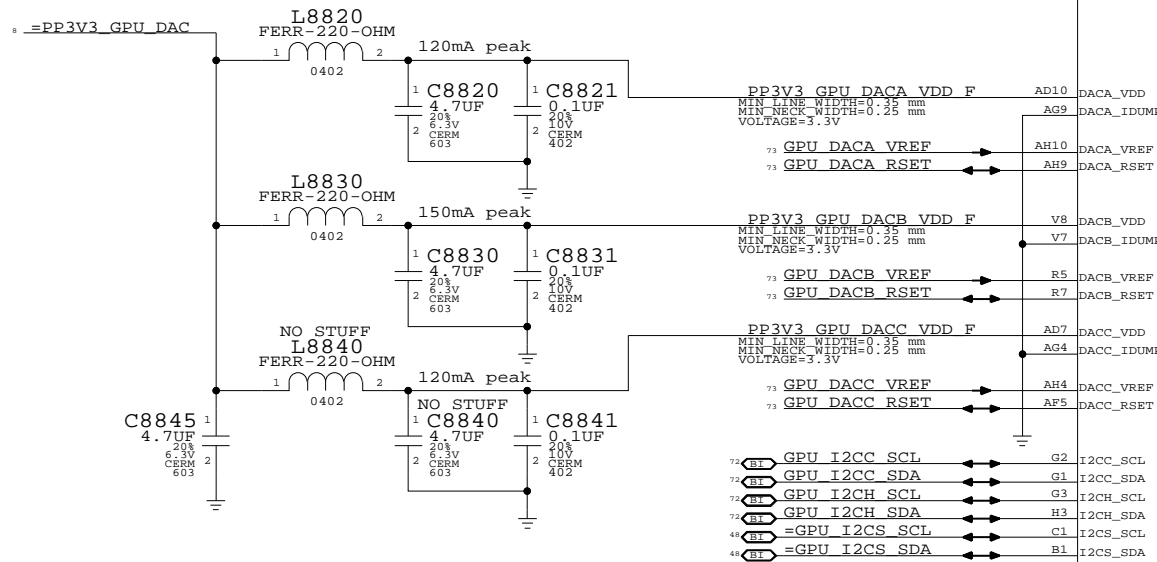 8 =PP3V3_GPU_DAC
L8820
FERR-220-OHM
1 2
0402
120mA peak
1 C8820
4.7UF
20%
6.3V
2 CERM
603
1 C8821
0.1UF
20%
10V
2 CERM
402
PP3V3_GPU_DACA_VDD_F
MIN_LINE_WIDTH=0.35 mm
MIN_NECK_WIDTH=0.25 mm
VOLTAGE=3.3V
AD10 DACA_VDD
AG9 DACA_IDUMP
73 GPU_DACA_VREF AH10 DACA_VREF
73 GPU_DACA_RSET AH9 DACA_RSET
L8830
FERR-220-OHM
1 2
0402
150mA peak
1 C8830
4.7UF
20%
6.3V
2 CERM
603
1 C8831
0.1UF
20%
10V
2 CERM
402
PP3V3_GPU_DACB_VDD_F
MIN_LINE_WIDTH=0.35 mm
MIN_NECK_WIDTH=0.25 mm
VOLTAGE=3.3V
V8 DACB_VDD
V7 DACB_IDUMP
73 GPU_DACB_VREF R5 DACB_VREF
73 GPU_DACB_RSET R7 DACB_RSET
NO STUFF
L8840
FERR-220-OHM
1 2
0402
120mA peak
C8845 1
4.7UF
20%
6.3V
CERM 2
603
NO STUFF
1 C8840
4.7UF
20%
6.3V
2 CERM
603
1 C8841
0.1UF
20%
10V
2 CERM
402
PP3V3_GPU_DACC_VDD_F
MIN_LINE_WIDTH=0.35 mm
MIN_NECK_WIDTH=0.25 mm
VOLTAGE=3.3V
AD7 DACC_VDD
AG4 DACC_IDUMP
73 GPU_DACC_VREF AH4 DACC_VREF
73 GPU_DACC_RSET AF5 DACC_RSET
72 BI GPU_I2CC_SCL G2 I2CC_SCL
72 BI GPU_I2CC_SDA G1 I2CC_SDA
72 BI GPU_I2CH_SCL G3 I2CH_SCL
72 BI GPU_I2CH_SDA H3 I2CH_SDA
48 BI =GPU_I2CS_SCL C1 I2CS_SCL
48 BI =GPU_I2CS_SDA B1 I2CS_SDA